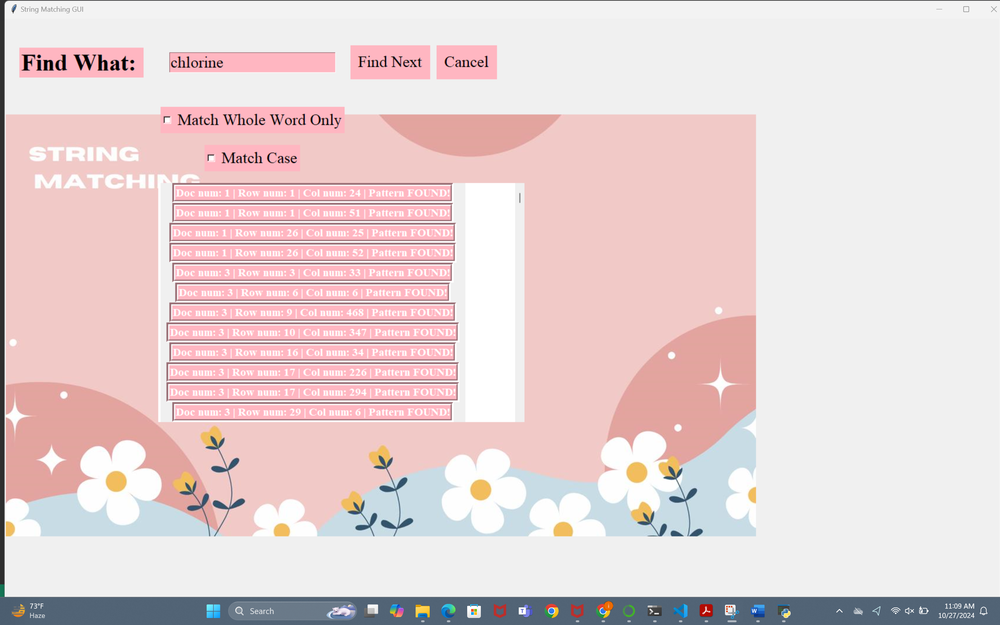 String Matching GUI
Find What:
chlorine
Find Next
Cancel
Match Whole Word Only
Match Case
STRING
MATCHING
Doc num: 1 | Row num: 1 | Col num: 24 | Pattern FOUND!
Doc num: 1 | Row num: 1 | Col num: 51 | Pattern FOUND!
Doc num: 1 | Row num: 26 | Col num: 25 | Pattern FOUND!
Doc num: 1 | Row num: 26 | Col num: 52 | Pattern FOUND!
Doc num: 3 | Row num: 3 | Col num: 33 | Pattern FOUND!
Doc num: 3 | Row num: 6 | Col num: 6 | Pattern FOUND!
Doc num: 3 | Row num: 9 | Col num: 468 | Pattern FOUND!
Doc num: 3 | Row num: 10 | Col num: 347 | Pattern FOUND!
Doc num: 3 | Row num: 16 | Col num: 34 | Pattern FOUND!
Doc num: 3 | Row num: 17 | Col num: 226 | Pattern FOUND!
Doc num: 3 | Row num: 17 | Col num: 294 | Pattern FOUND!
Doc num: 3 | Row num: 29 | Col num: 6 | Pattern FOUND!
73°F
Haze
Search
11:09 AM
10/27/2024